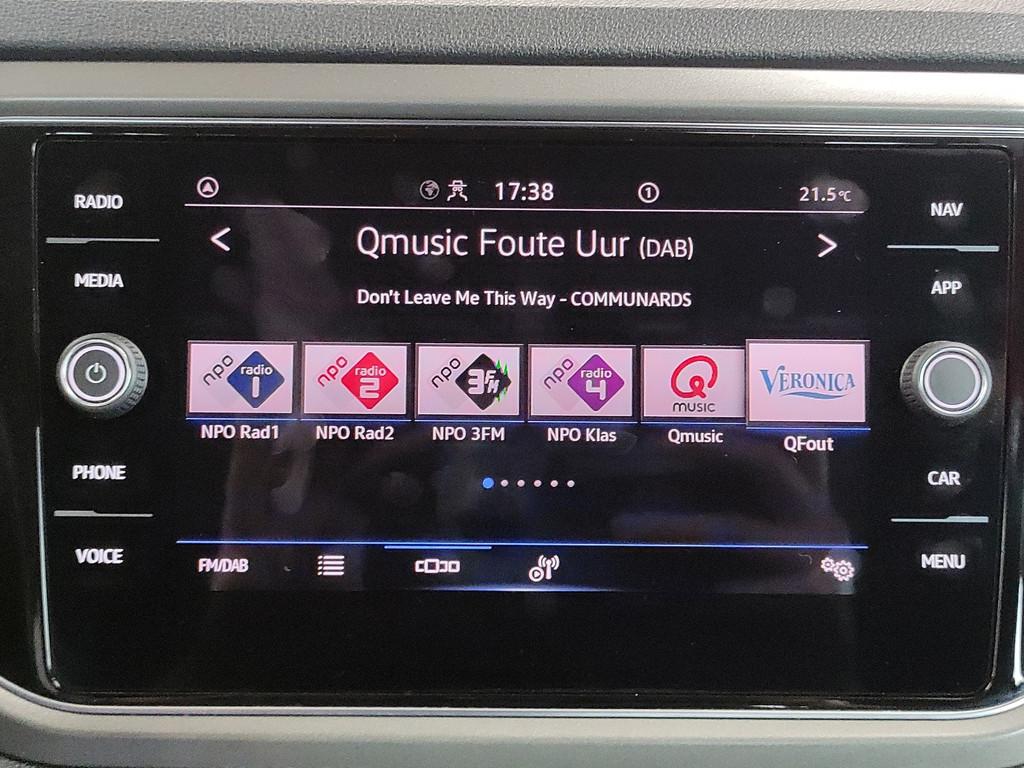 RADIO
MEDIA
PHONE
VOICE
17:38
1
21.5°C
< Qmusic Foute Uur (DAB) >
Don't Leave Me This Way - COMMUNARDS
npo radio 1
npo radio 2
npo 3FM
npo radio 4
Q MUSIC
VERONICA
NPO Rad1
NPO Rad2
NPO 3FM
NPO Klas
Qmusic
QFout
FM/DAB
NAV
APP
CAR
MENU